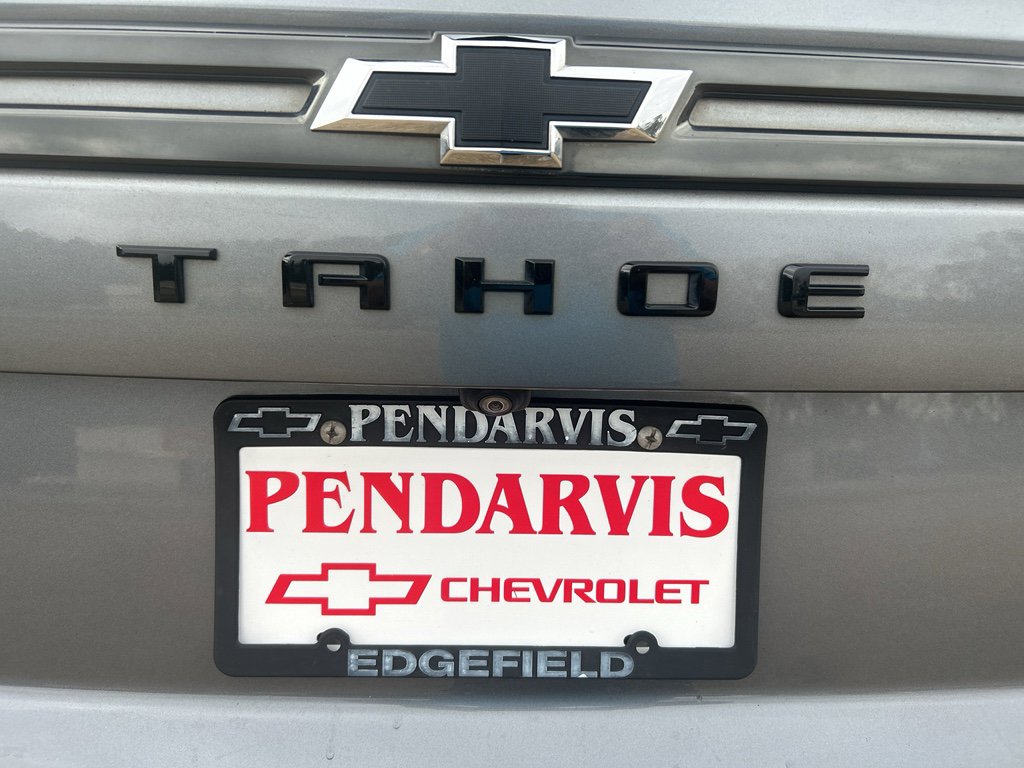 TAHOE
PENDARVIS
PENDARVIS
CHEVROLET
EDGEFIELD